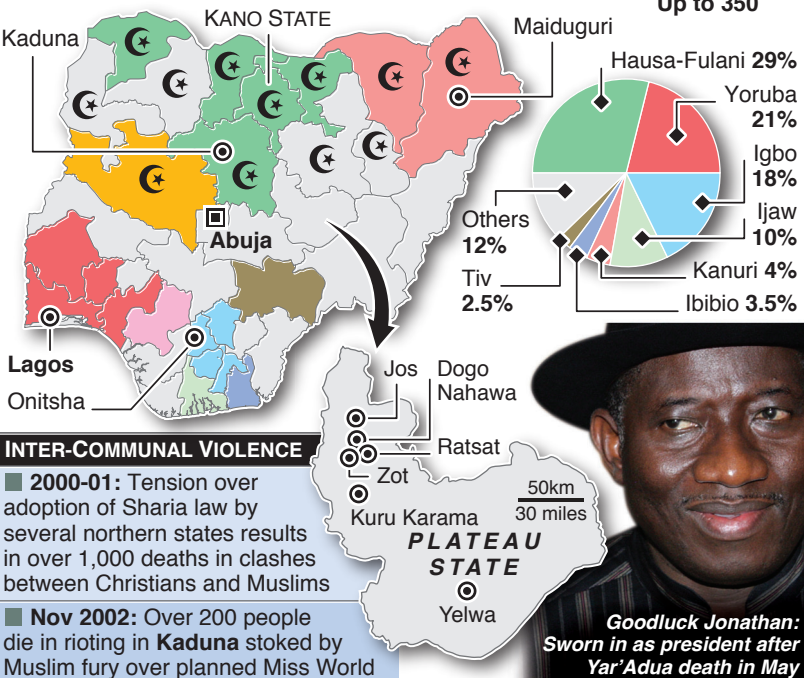 Up to 350
KANO STATE
Kaduna
Maiduguri
Hausa-Fulani 29%
Yoruba
21%
Igbo
18%
Ijaw
10%
Kanuri 4%
Ibibio 3.5%
Tiv
2.5%
Others
12%
Abuja
Lagos
Onitsha
Jos
Dogo
Nahawa
Ratsat
Zot
Kuru Karama
50km
30 miles
PLATEAU
STATE
Yelwa
INTER-COMMUNAL VIOLENCE
2000-01: Tension over
adoption of Sharia law by
several northern states results
in over 1,000 deaths in clashes
between Christians and Muslims
Nov 2002: Over 200 people
die in rioting in Kaduna stoked by
Muslim fury over planned Miss World
Goodluck Jonathan:
Sworn in as president after
Yar'Adua death in May